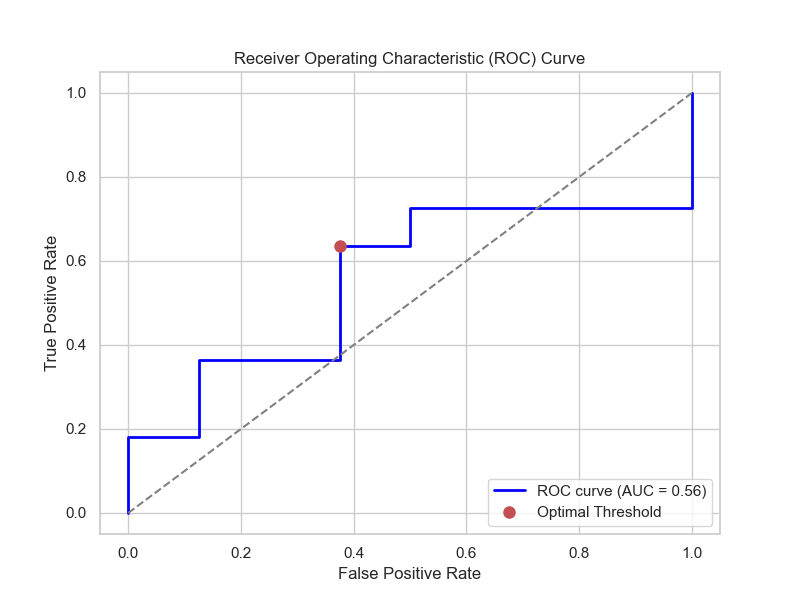 Receiver Operating Characteristic (ROC) Curve
True Positive Rate
1.0
0.8
0.6
0.4
0.2
0.0
0.0 0.2 0.4 0.6 0.8 1.0
False Positive Rate
ROC curve (AUC = 0.56)
Optimal Threshold